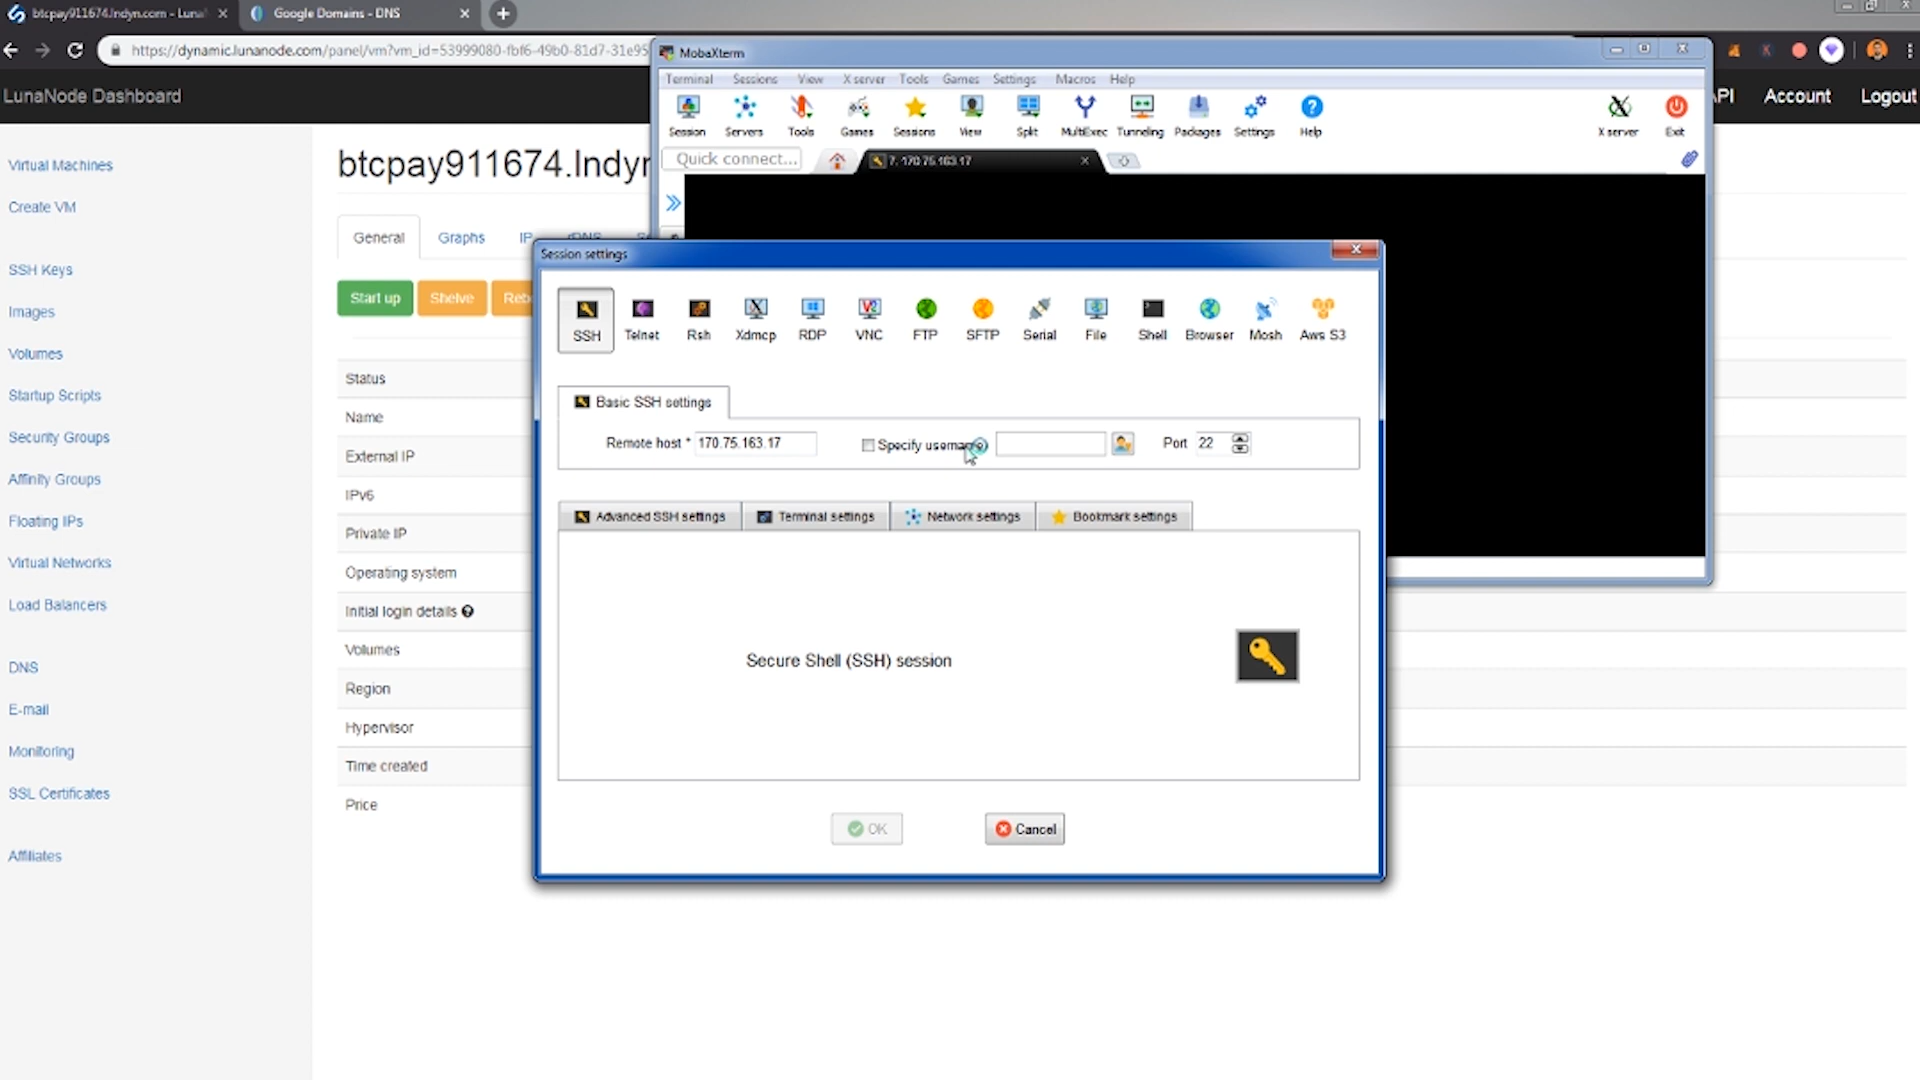 btcpay911674.lndyn.com - Luna
Google Domains - DNS
https://dynamic.lunanode.com/panel/vm?vm_id=53999080-fbf6-49b0-81d7-31e95
LunaNode Dashboard
API
Account
Logout
Virtual Machines
Create VM
SSH Keys
Images
Volumes
Startup Scripts
Security Groups
Affinity Groups
Floating IPs
Virtual Networks
Load Balancers
DNS
E-mail
Monitoring
SSL Certificates
Affiliates
btcpay911674.lndyn
General
Graphs
IP
rDNS
Start up
Shelve
Reb
Status
Name
External IP
IPv6
Private IP
Operating system
Initial login details
Volumes
Region
Hypervisor
Time created
Price
MobaXterm
Terminal Sessions View X server Tools Games Settings Macros Help
Session Servers Tools Games Sessions View Split MultiExec Tunneling Packages Settings Help
X server Exit
Quick connect...
7. 170.75.163.17
Session settings
SSH Telnet Rsh Xdmcp RDP VNC FTP SFTP Serial File Shell Browser Mosh Aws S3
Basic SSH settings
Remote host * 170.75.163.17
Specify username
Port 22
Advanced SSH settings
Terminal settings
Network settings
Bookmark settings
Secure Shell (SSH) session
OK
Cancel